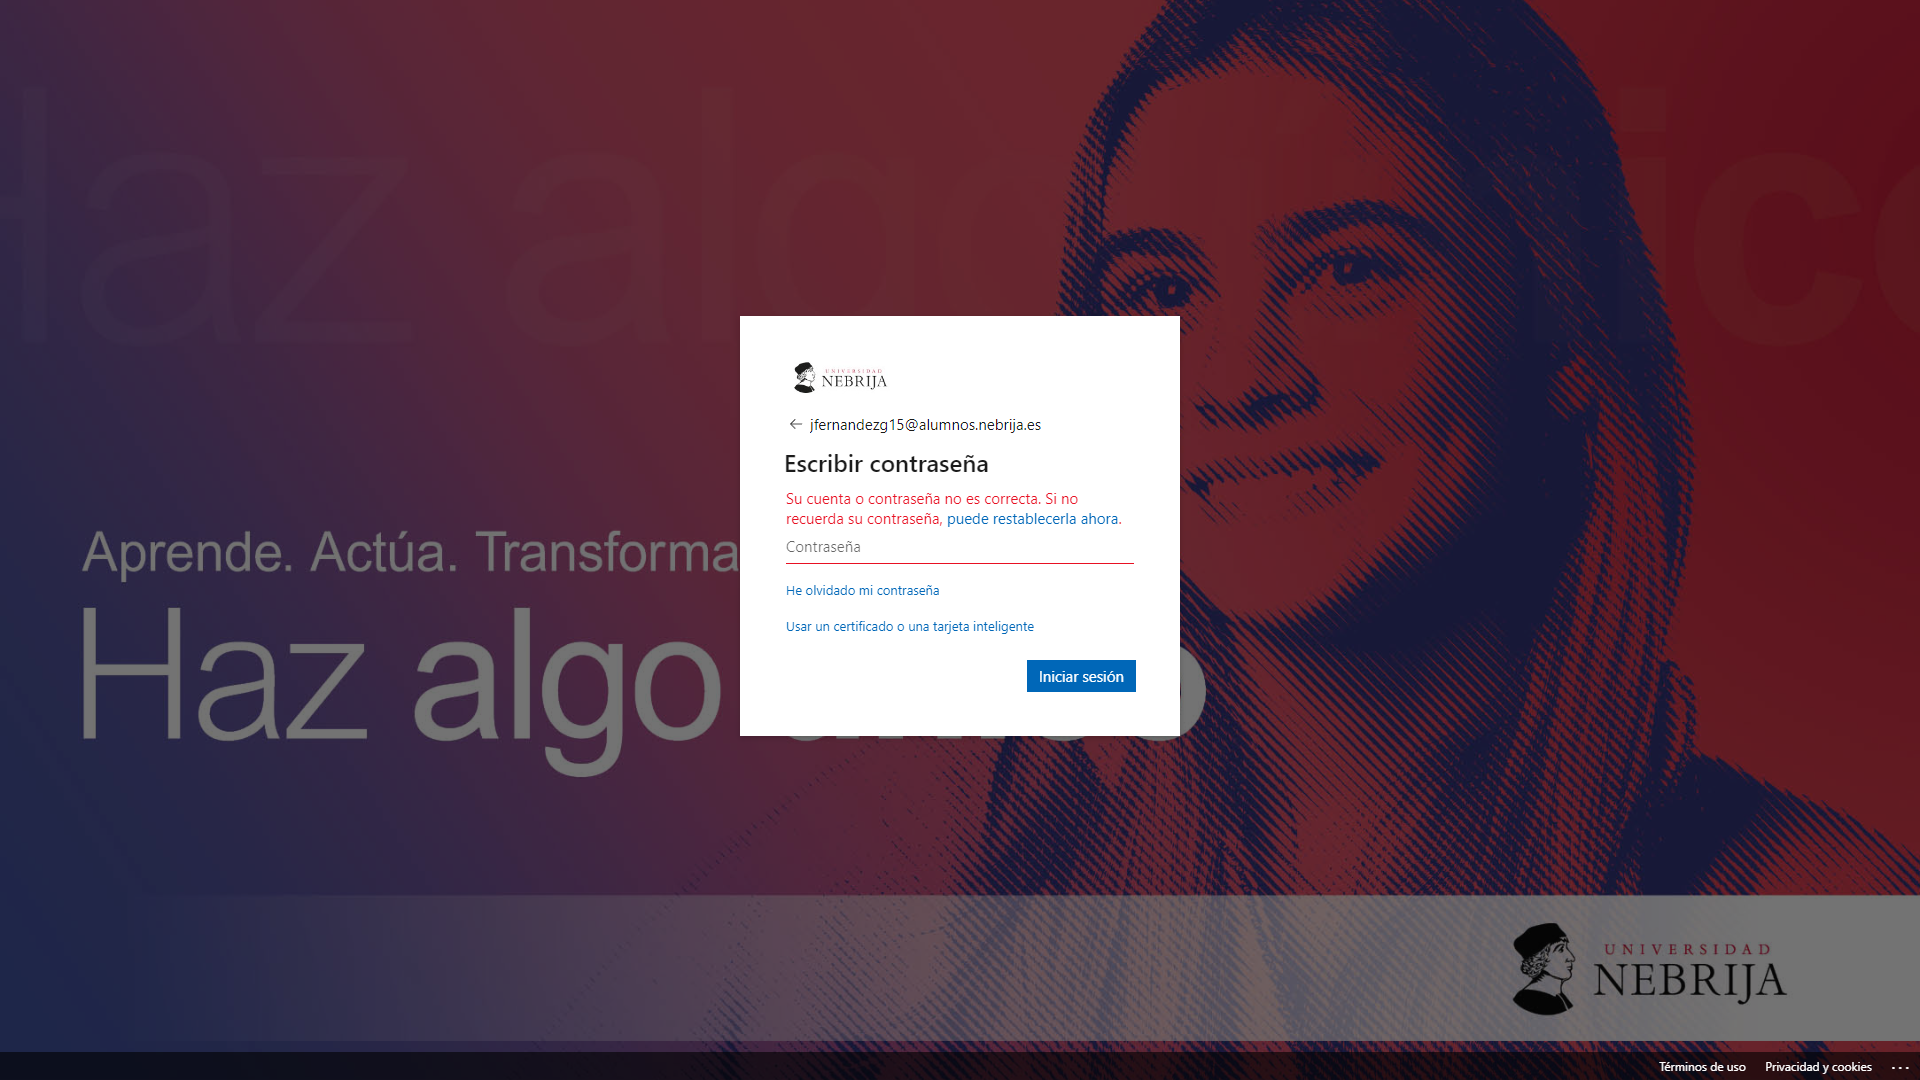 Haz algo único
UNIVERSIDAD
NEBRIJA
jfernandezg15@alumnos.nebrija.es
Escribir contraseña
Su cuenta o contraseña no es correcta. Si no
recuerda su contraseña, puede restablecerla ahora.
Contraseña
He olvidado mi contraseña
Usar un certificado o una tarjeta inteligente
Iniciar sesión
Aprende. Actúa. Transforma
Haz algo
UNIVERSIDAD
NEBRIJA
Términos de uso
Privacidad y cookies
...